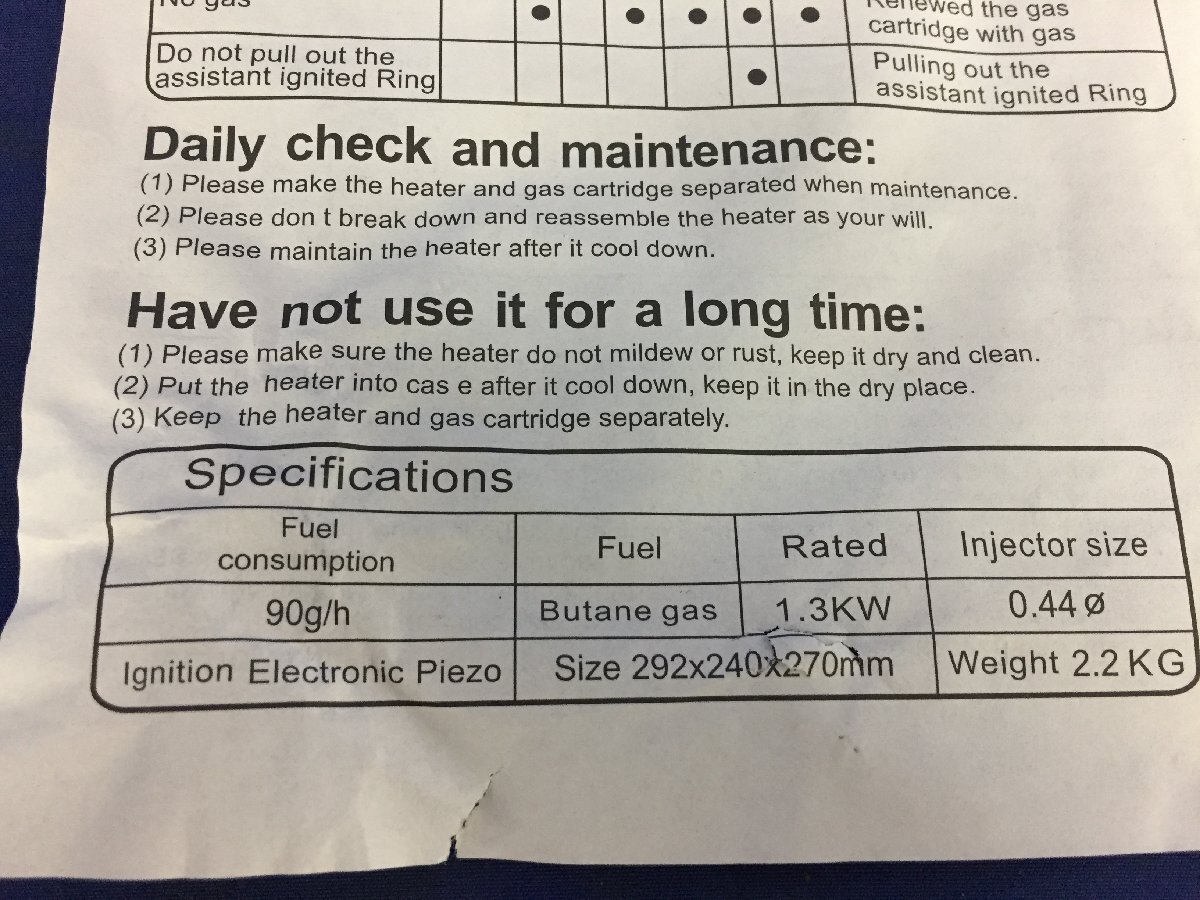 No gas
Renewed the gas
cartridge with gas
Do not pull out the
assistant ignited Ring
Pulling out the
assistant ignited Ring
Daily check and maintenance:
(1) Please make the heater and gas cartridge separated when maintenance.
(2) Please don t break down and reassemble the heater as your will.
(3) Please maintain the heater after it cool down.
Have not use it for a long time:
(1) Please make sure the heater do not mildew or rust, keep it dry and clean.
(2) Put the heater into cas e after it cool down, keep it in the dry place.
(3) Keep the heater and gas cartridge separately.
Specifications
Fuel
consumption
Fuel
Rated
Injector size
90g/h
Butane gas
1.3KW
0.44 ø
Ignition Electronic Piezo
Size 292x240x270mm
Weight 2.2 KG